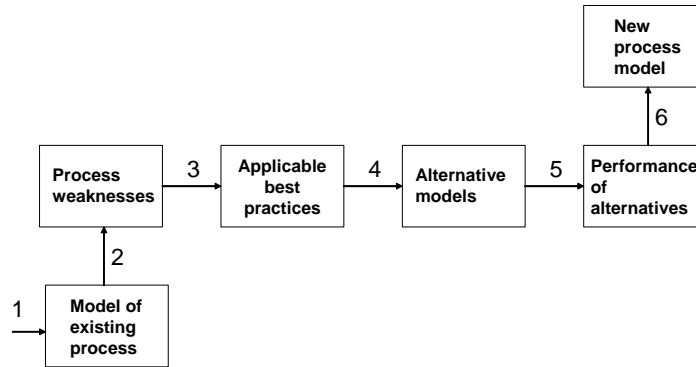 New
process
model
6
Process
weaknesses
3
Applicable
best
practices
4
Alternative
models
5
Performance
of
alternatives
2
1
Model of
existing
process